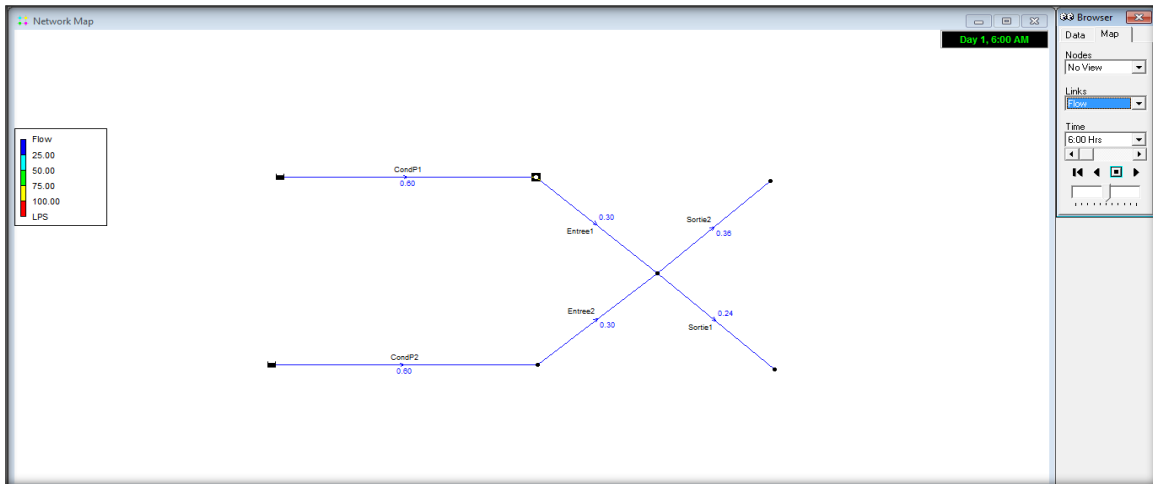 Network Map
Day 1, 6:00 AM
Flow
25.00
50.00
75.00
100.00
LPS
CondP1
0.60
0.30
Entree1
Sortie2
0.36
Entree2
0.30
0.24
Sortie1
CondP2
0.60
Browser
Data Map
Nodes
No View
Links
Flow
Time
6:00 Hrs